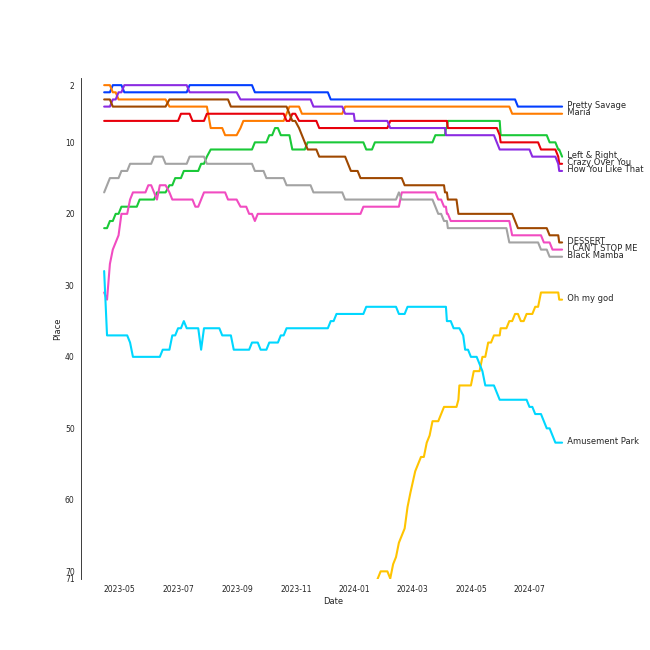 2
10
20
30
40
50
60
70
71
Place
2023-05
2023-07
2023-09
2023-11
2024-01
2024-03
2024-05
2024-07
Date
Pretty Savage
Maria
Left & Right
Crazy Over You
How You Like That
DESSERT
I CAN'T STOP ME
Black Mamba
Oh my god
Amusement Park